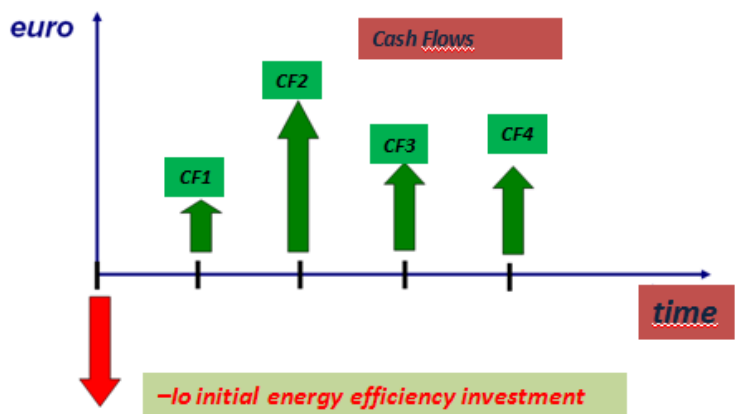 euro
Cash Flows
CF2
CF3
CF4
CF1
time
–Io initial energy efficiency investment